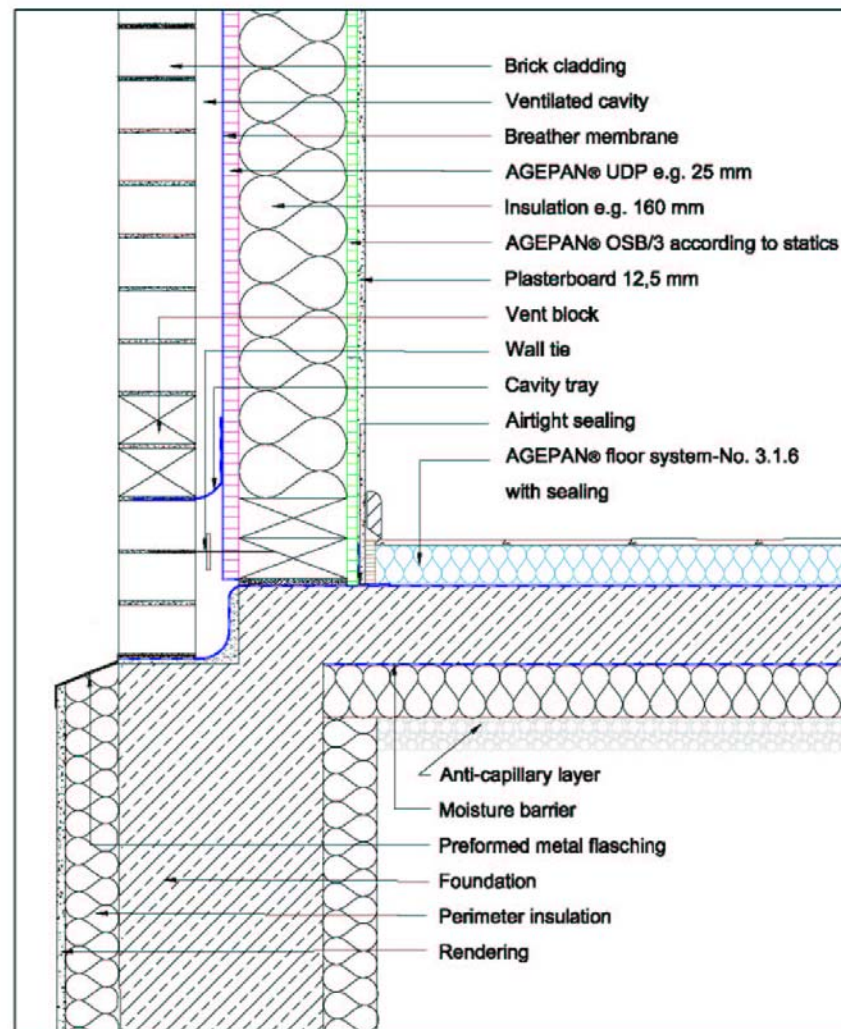 Brick cladding
Ventilated cavity
Breather membrane
AGEPAN® UDP e.g. 25 mm
Insulation e.g. 160 mm
AGEPAN® OSB/3 according to statics
Plasterboard 12,5 mm
Vent block
Wall tie
Cavity tray
Airtight sealing
AGEPAN® floor system-No. 3.1.6
with sealing
Anti-capillary layer
Moisture barrier
Preformed metal flasching
Foundation
Perimeter insulation
Rendering